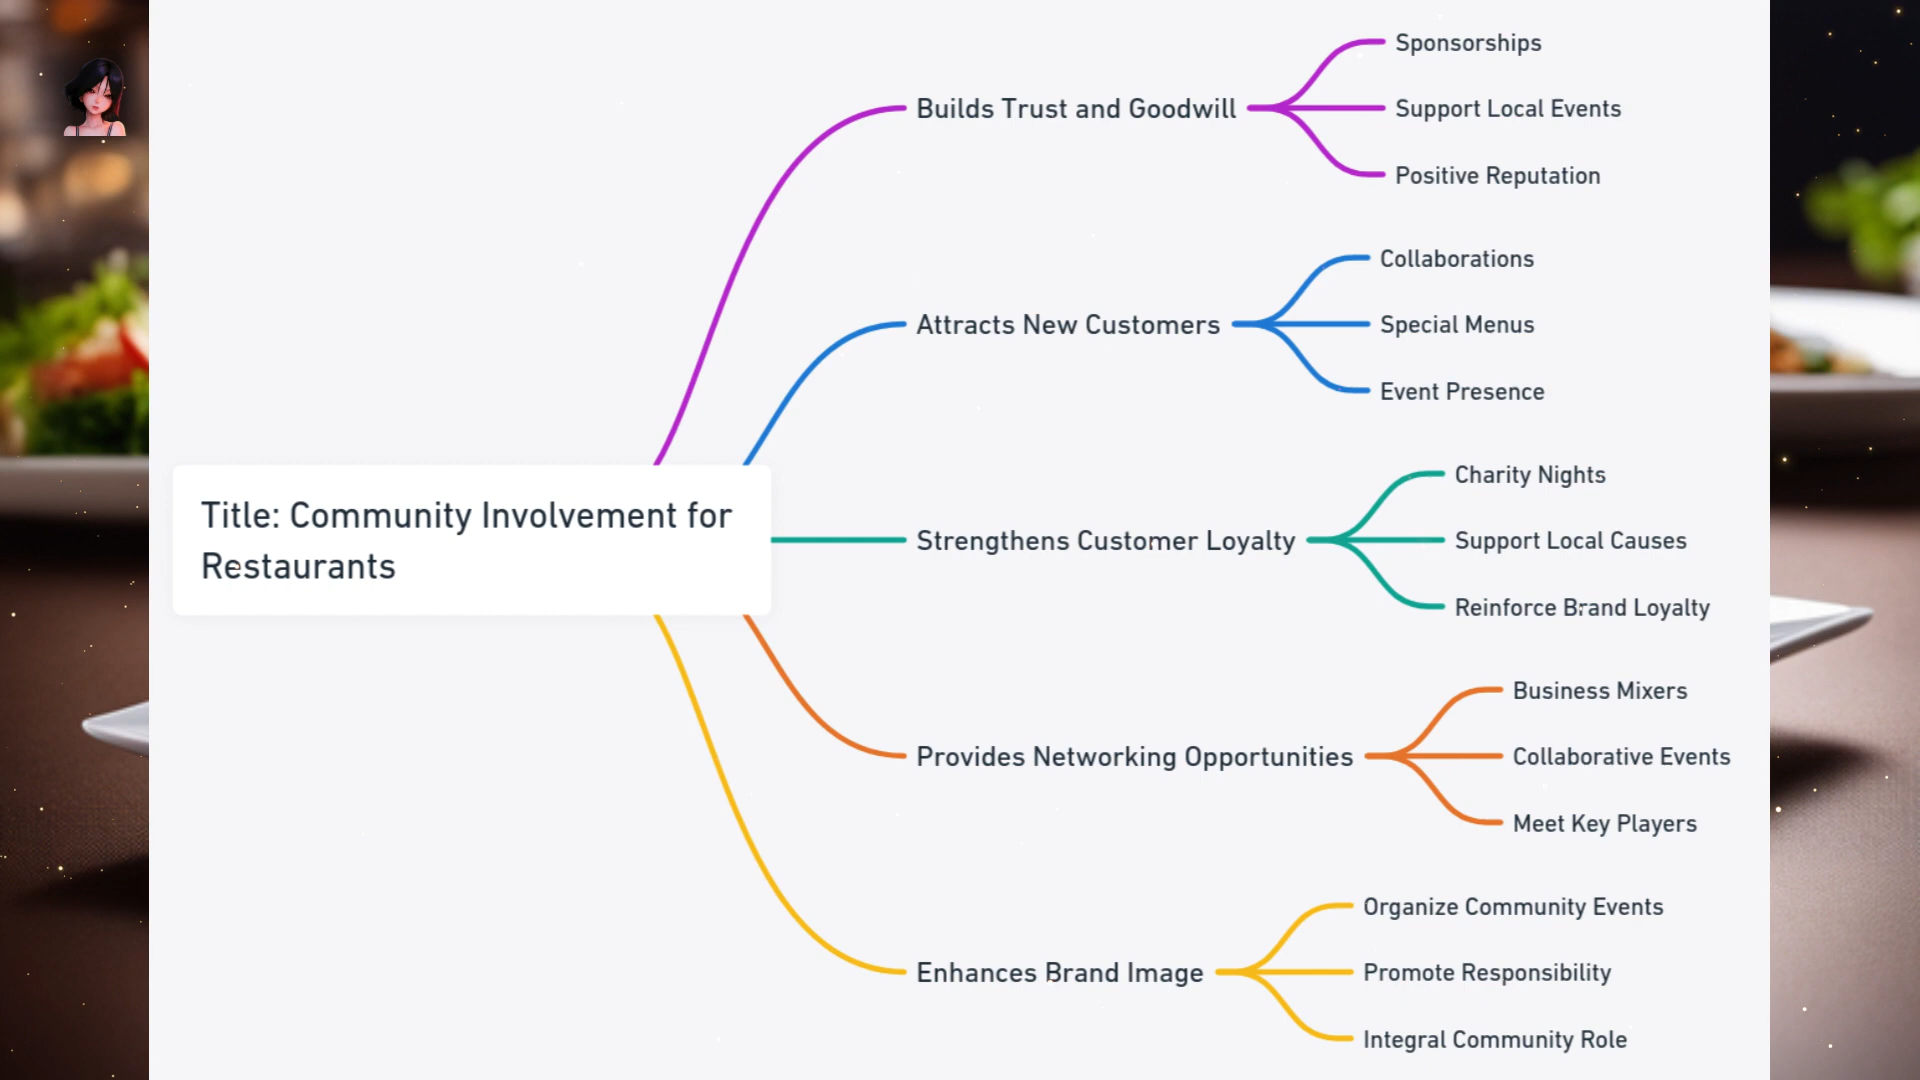 Title: Community Involvement for
Restaurants
Builds Trust and Goodwill
Sponsorships
Support Local Events
Positive Reputation
Attracts New Customers
Collaborations
Special Menus
Event Presence
Strengthens Customer Loyalty
Charity Nights
Support Local Causes
Reinforce Brand Loyalty
Provides Networking Opportunities
Business Mixers
Collaborative Events
Meet Key Players
Enhances Brand Image
Organize Community Events
Promote Responsibility
Integral Community Role